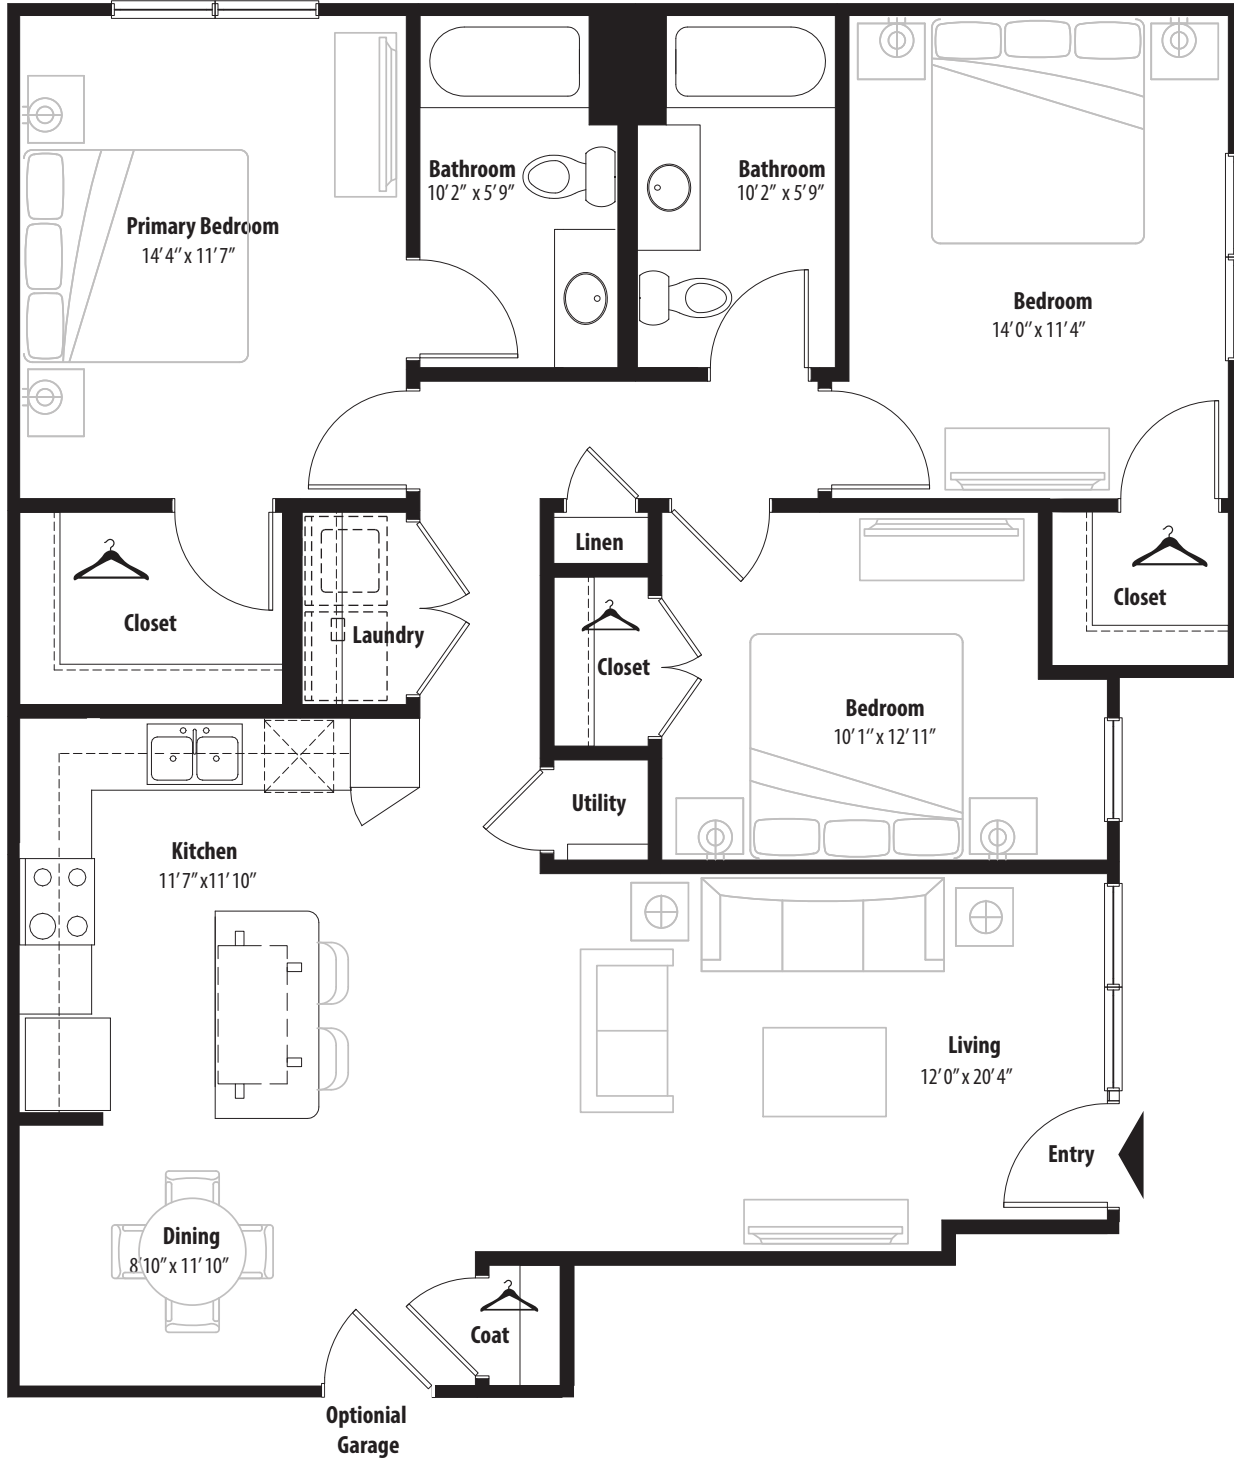 Primary Bedroom
14'4" x 11'7"
Bathroom
10'2" x 5'9"
Bathroom
10'2" x 5'9"
Bedroom
14'0" x 11'4"
Closet
Laundry
Linen
Closet
Closet
Bedroom
10'1" x 12'11"
Utility
Kitchen
11'7" x11'10"
Living
12'0" x 20'4"
Entry
Dining
8'10" x 11'10"
Coat
Optionial
Garage